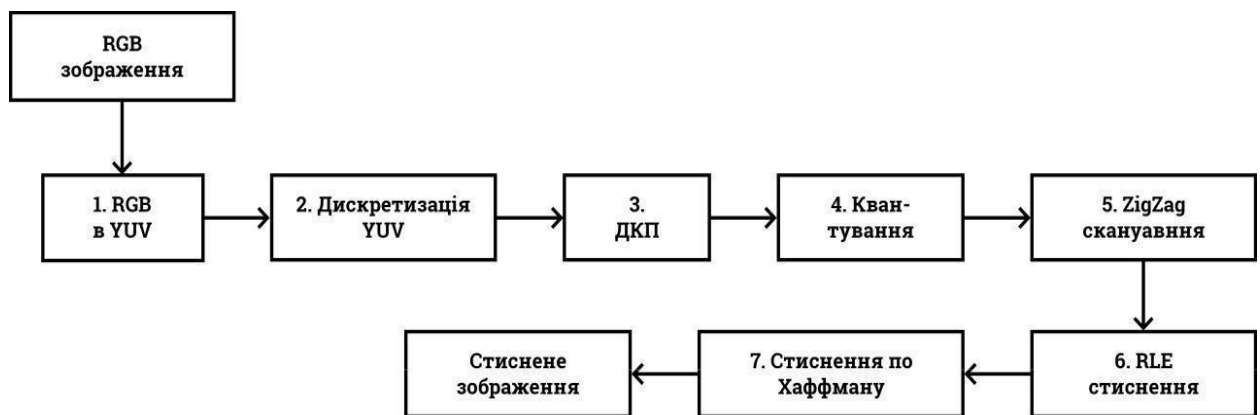 RGB
зображення
1. RGB
в YUV
2. Дискретизація
YUV
3.
ДКП
4. Кван-
тування
5. ZigZag
скануавння
6. RLE
стиснення
7. Стиснення по
Хаффману
Стиснене
зображення